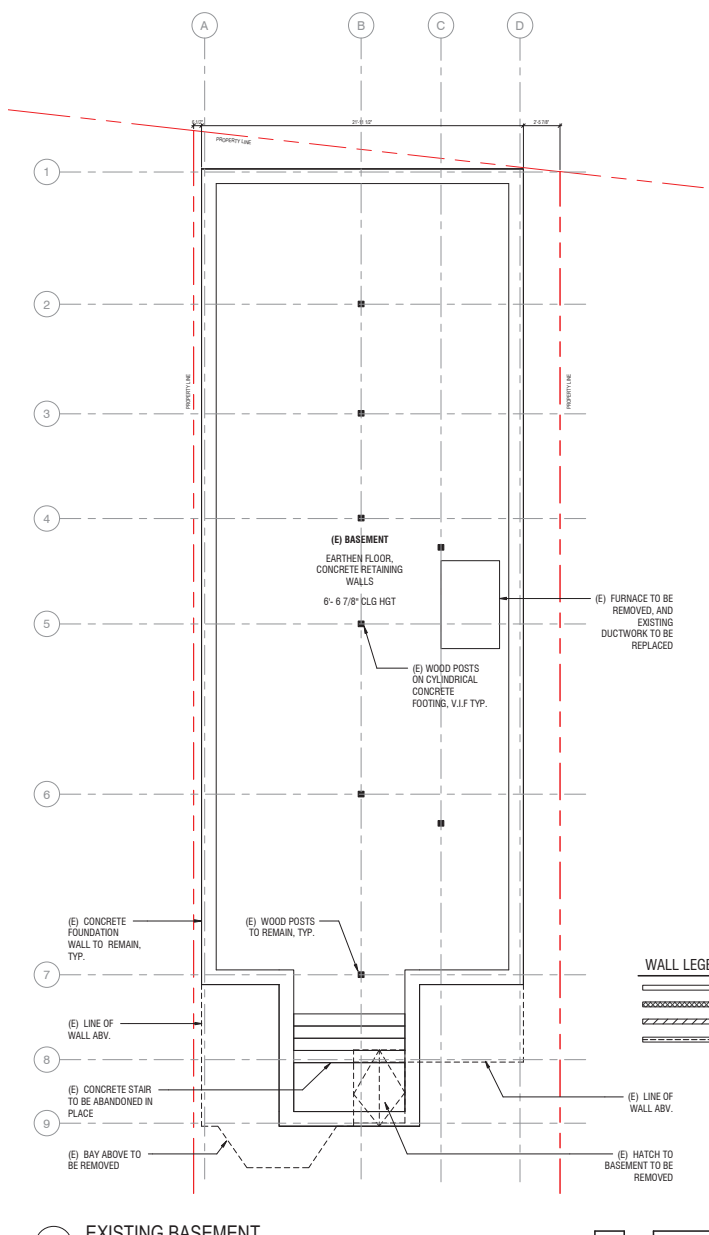 A
B
C
D
6 1/2"
21'-11 1/2"
2'-5 7/8"
PROPERTY LINE
1
2
3
PROPERTY LINE
PROPERTY LINE
4
(E) BASEMENT
EARTHEN FLOOR,
CONCRETE RETAINING
WALLS
6'- 6 7/8" CLG HGT
5
(E) FURNACE TO BE
REMOVED, AND
EXISTING
DUCTWORK TO BE
REPLACED
(E) WOOD POSTS
ON CYLINDRICAL
CONCRETE
FOOTING, V.I.F TYP.
6
(E) CONCRETE
FOUNDATION
WALL TO REMAIN,
TYP.
(E) WOOD POSTS
TO REMAIN, TYP.
7
WALL LEGE
(E) LINE OF
WALL ABV.
8
(E) CONCRETE STAIR
TO BE ABANDONED IN
PLACE
(E) LINE OF
WALL ABV.
9
(E) BAY ABOVE TO
BE REMOVED
(E) HATCH TO
BASEMENT TO BE
REMOVED
EXISTING BASEMENT